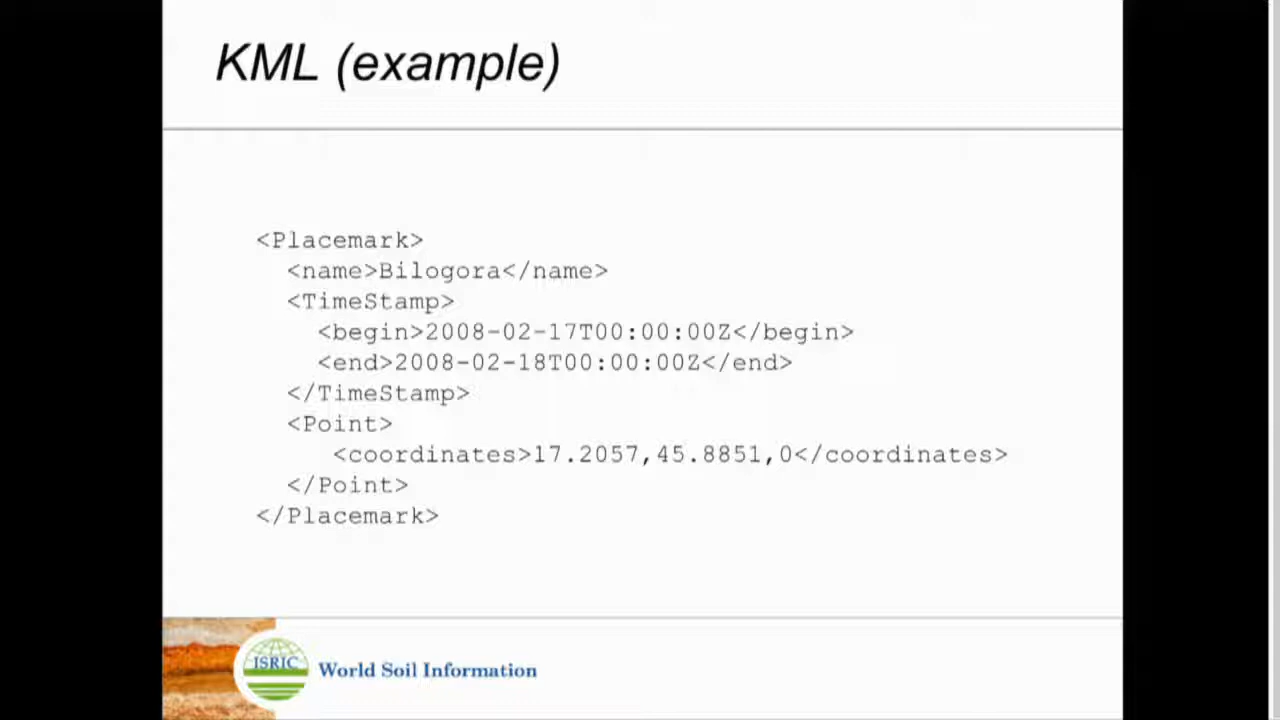 KML (example)
<Placemark>
<name>Bilogora</name>
<TimeStamp>
<begin>2008-02-17T00:00:00Z</begin>
<end>2008-02-18T00:00:00Z</end>
</TimeStamp>
<Point>
<coordinates>17.2057,45.8851,0</coordinates>
</Point>
</Placemark>
ISRIC World Soil Information